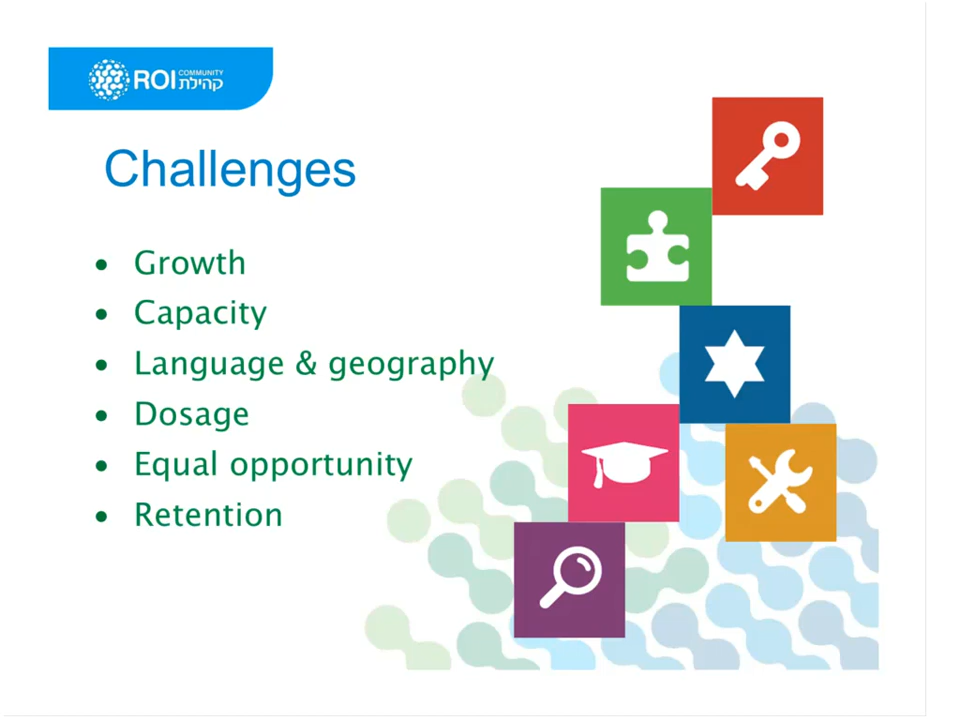 ROI COMMUNITY
קהילת
Challenges
• Growth
• Capacity
• Language & geography
• Dosage
• Equal opportunity
• Retention